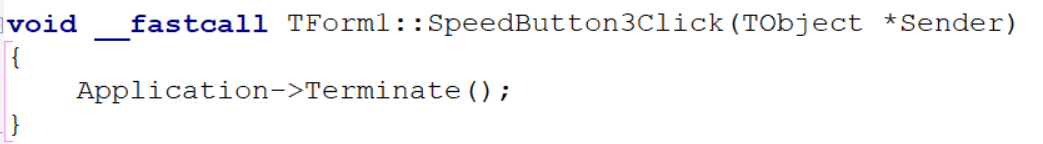 void __fastcall TForm1::SpeedButton3Click(TObject *Sender)
{
    Application->Terminate();
}